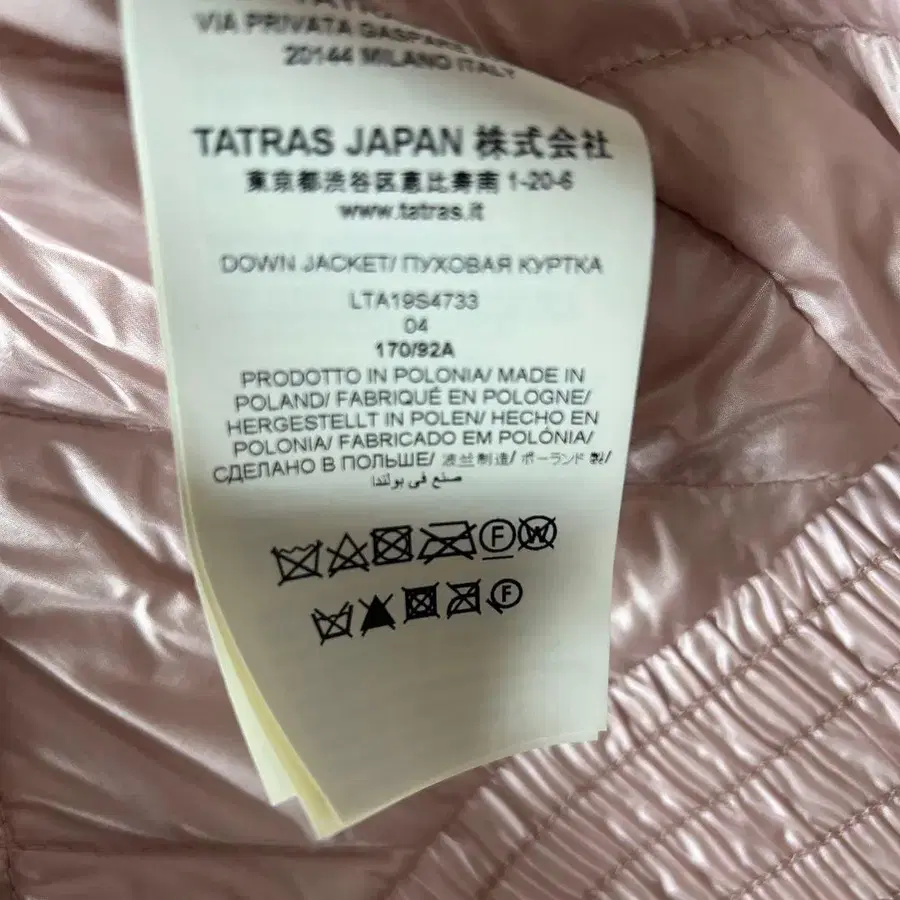 VIA PRIVATA GASPARE
20144 MILANO ITALY
TATRAS JAPAN 株式会社
東京都渋谷区恵比寿南 1-20-6
www.tatras.it
DOWN JACKET/ ПУХОВАЯ КУРТКА
LTA19S4733
04
170/92A
PRODOTTO IN POLONIA/ MADE IN
POLAND/ FABRIQUÉ EN POLOGNE/
HERGESTELLT IN POLEN/ HECHO EN
POLONIA/ FABRICADO EM POLÓNIA/
СДЕЛАНО В ПОЛЬШЕ/ 波兰制造/ ポーランド製/
صنع في بولندا
F W
F